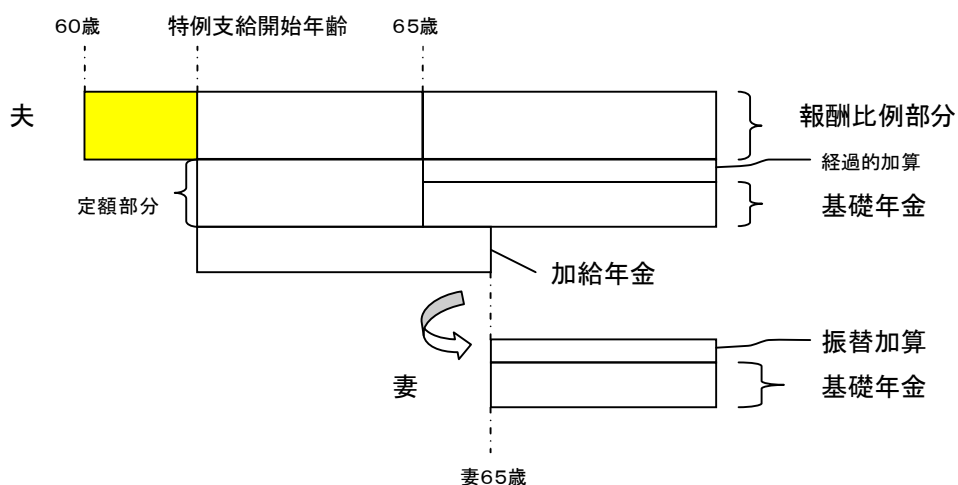 60歳 特例支給開始年齢 65歳
夫
報酬比例部分
経過的加算
定額部分
基礎年金
加給年金
振替加算
妻
基礎年金
妻65歳